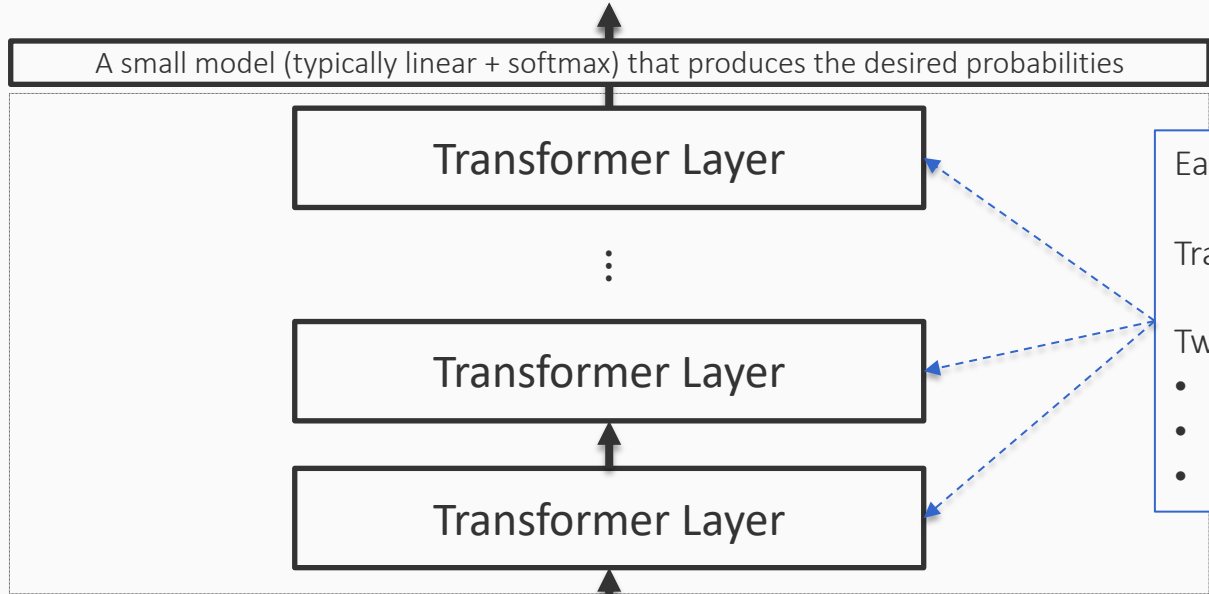 A small model (typically linear + softmax) that produces the desired probabilities
Transformer Layer
⋮
Transformer Layer
Transformer Layer
•
•
•